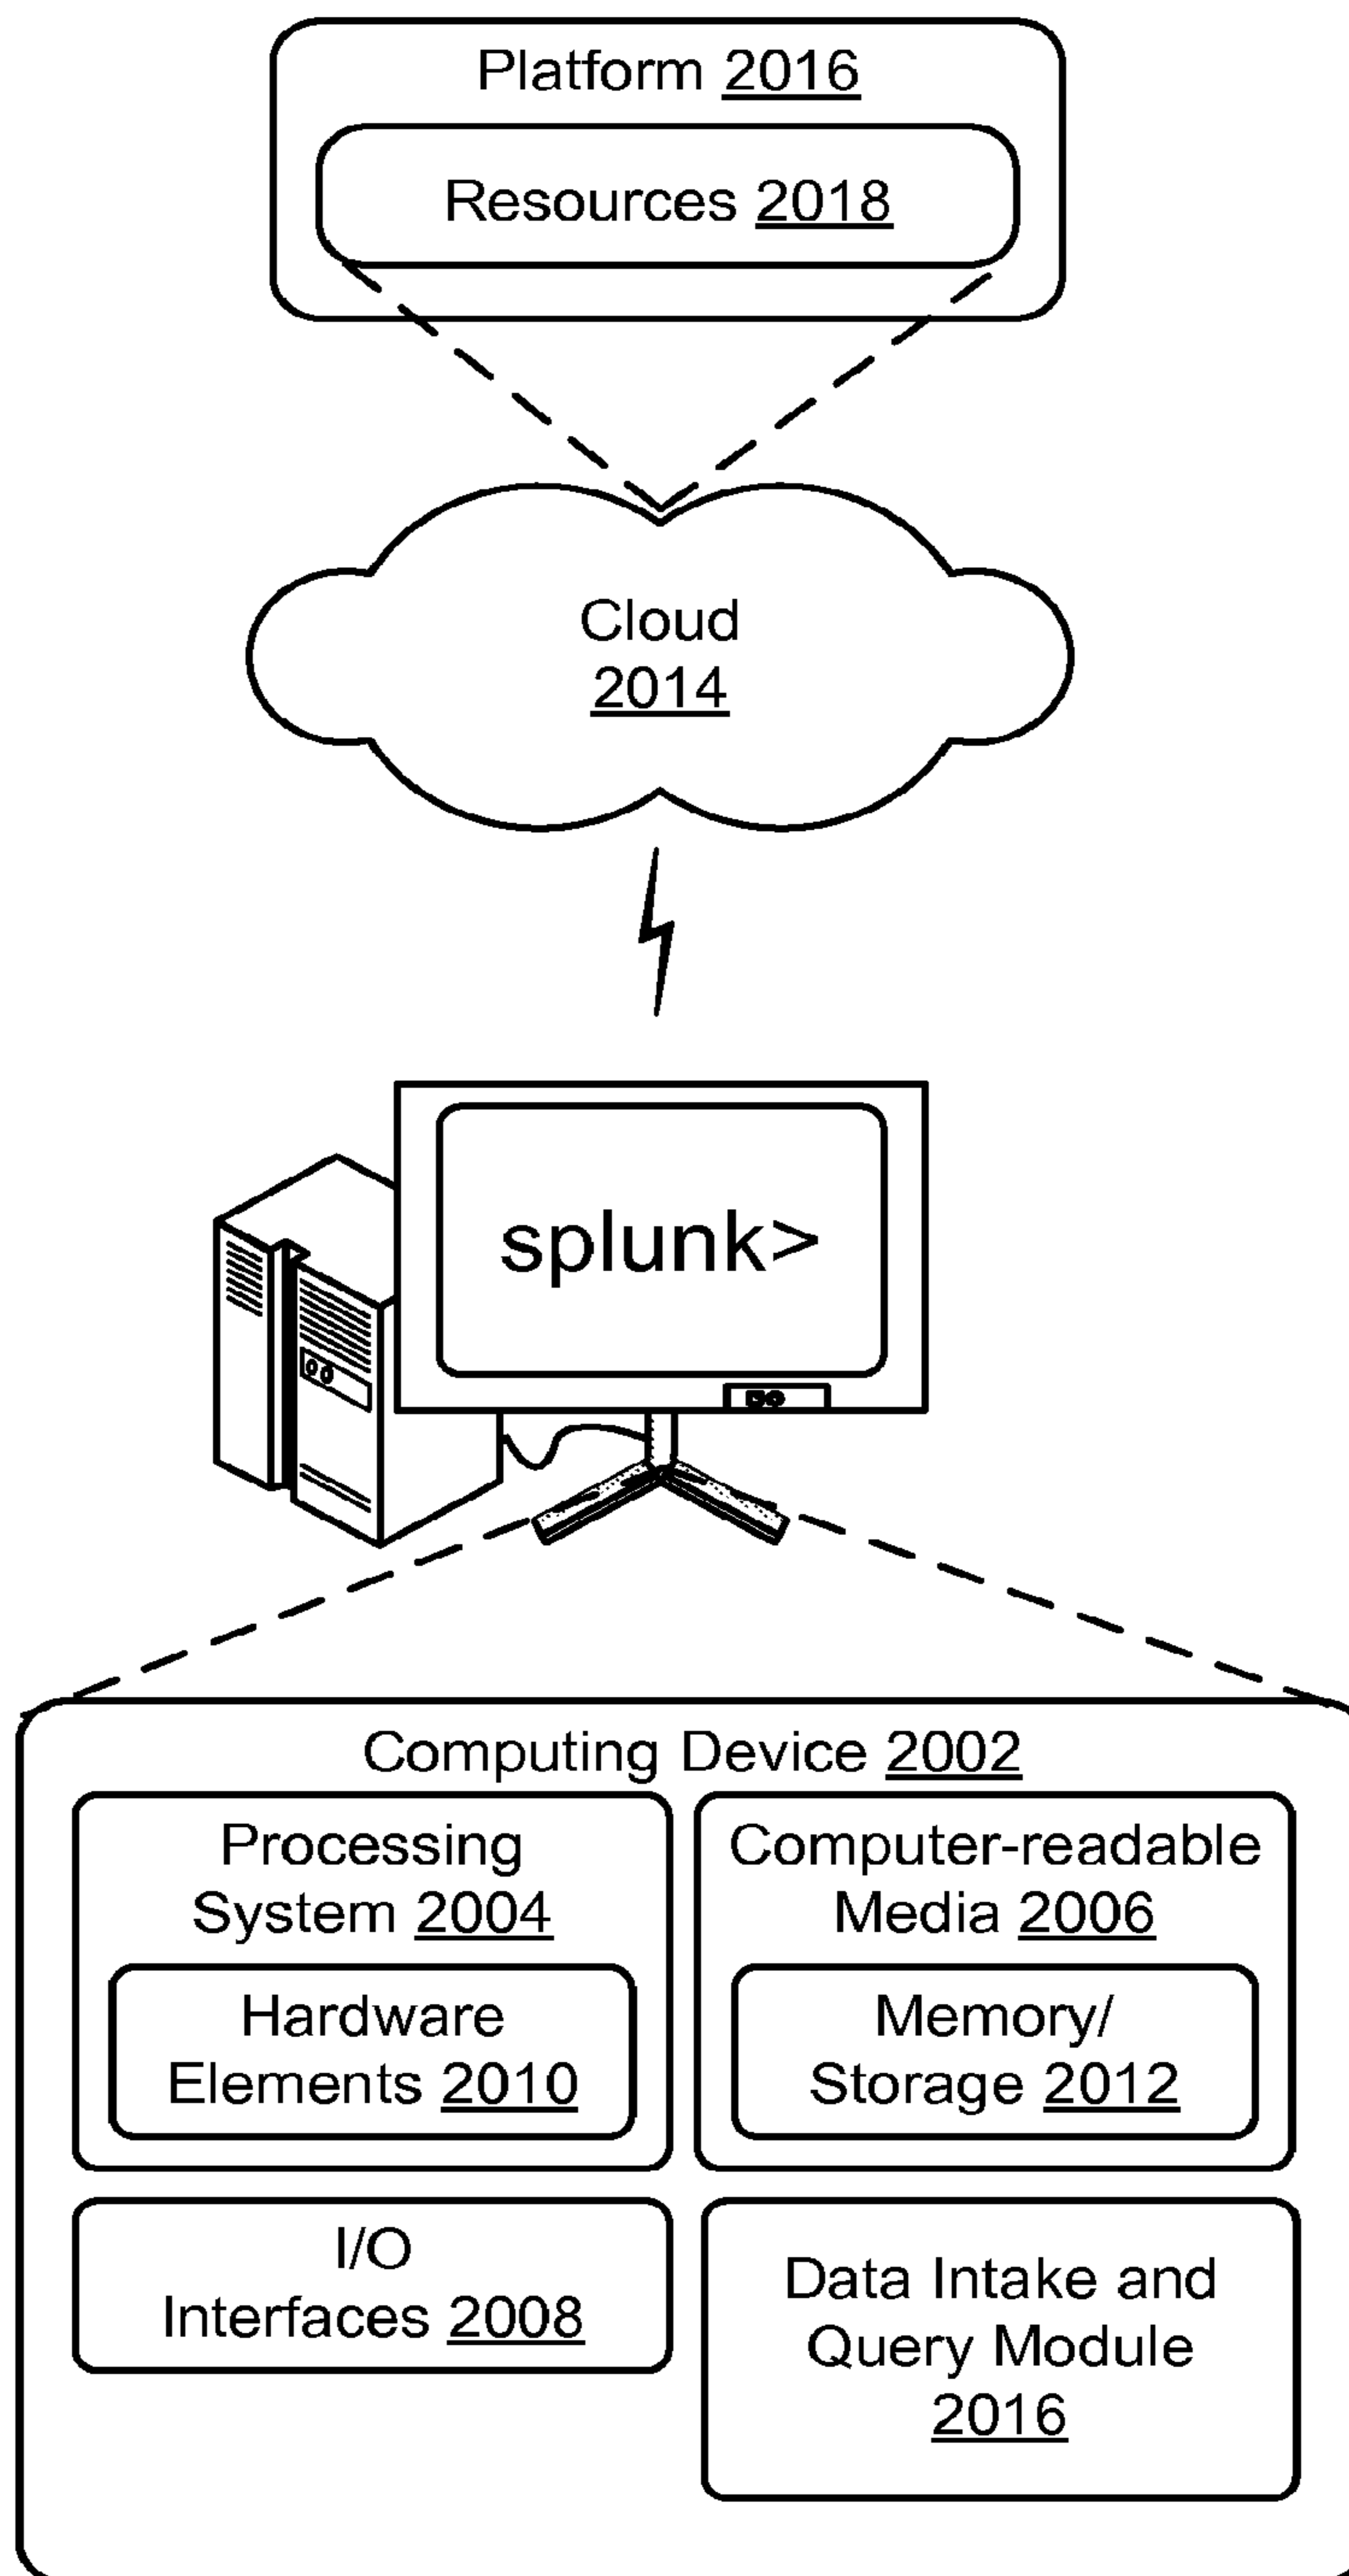 Platform 2016
Resources 2018
Cloud
2014
splunk>
Computing Device 2002
Processing
System 2004
Hardware
Elements 2010
Computer-readable
Media 2006
Memory/
Storage 2012
I/O
Interfaces 2008
Data Intake and
Query Module
2016